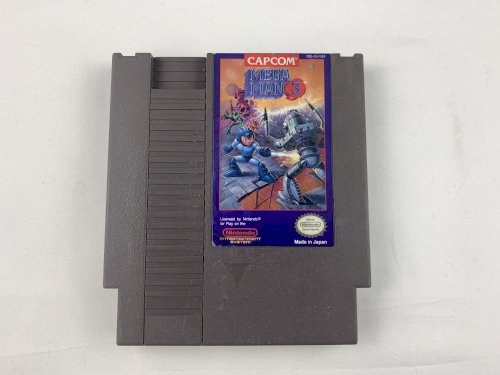 CAPCOM
MEGA
MAN 3
Licensed by Nintendo®
for Play on the
Nintendo
ENTERTAINMENT
SYSTEM
Made in Japan